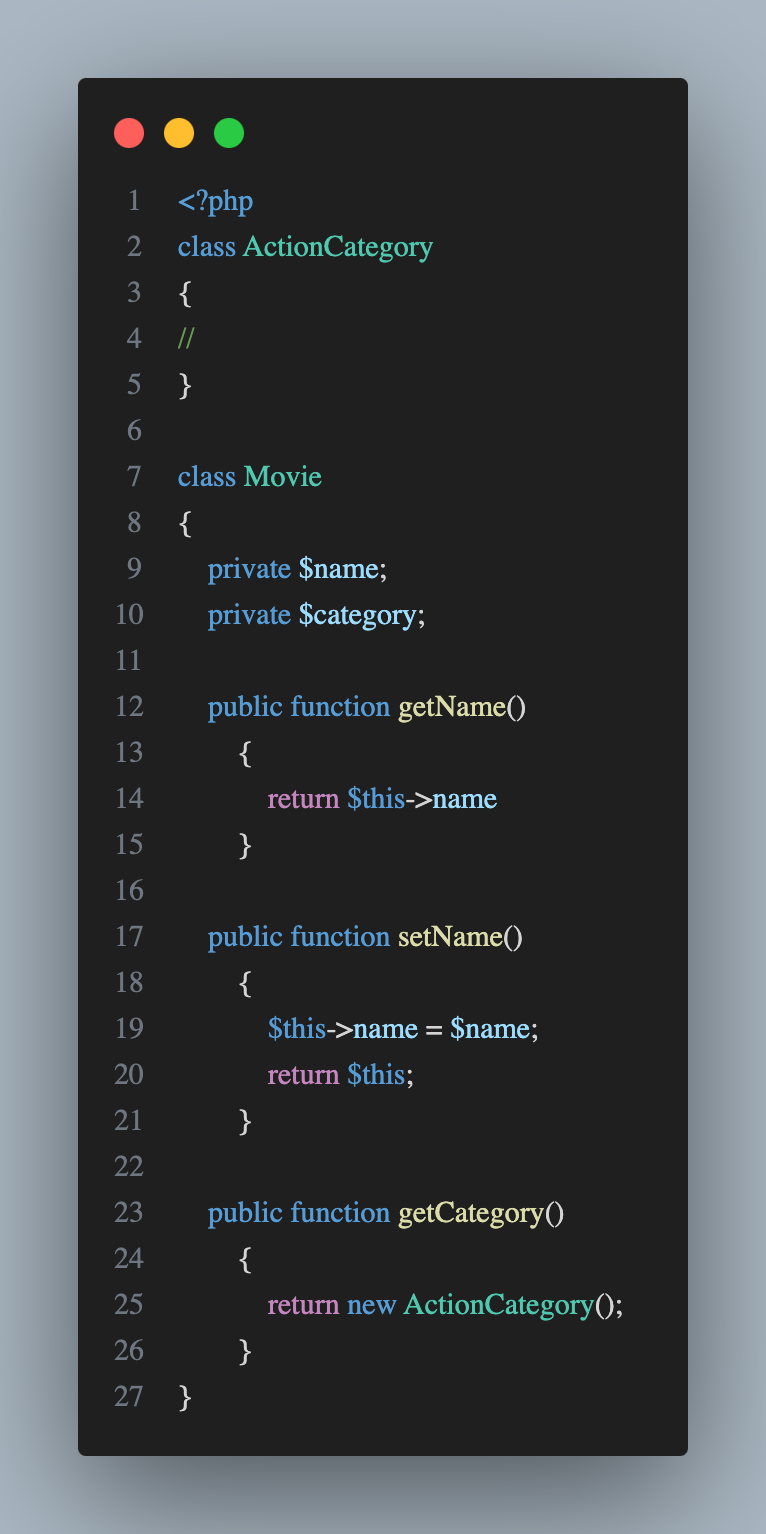 1 <?php
2 class ActionCategory
3 {
4 //
5 }
6
7 class Movie
8 {
9 private $name;
10 private $category;
11
12 public function getName()
13 {
14 return $this->name
15 }
16
17 public function setName()
18 {
19 $this->name = $name;
20 return $this;
21 }
22
23 public function getCategory()
24 {
25 return new ActionCategory();
26 }
27 }